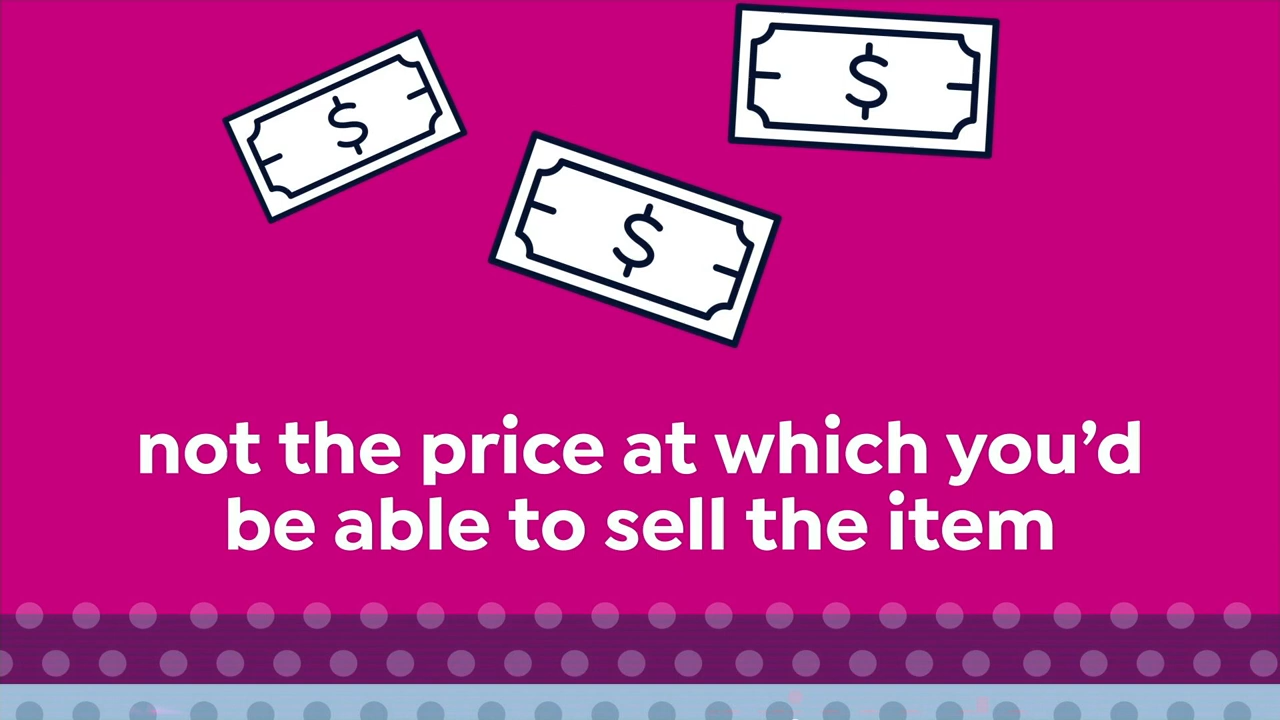 $
$
$
not the price at which you’d
be able to sell the item